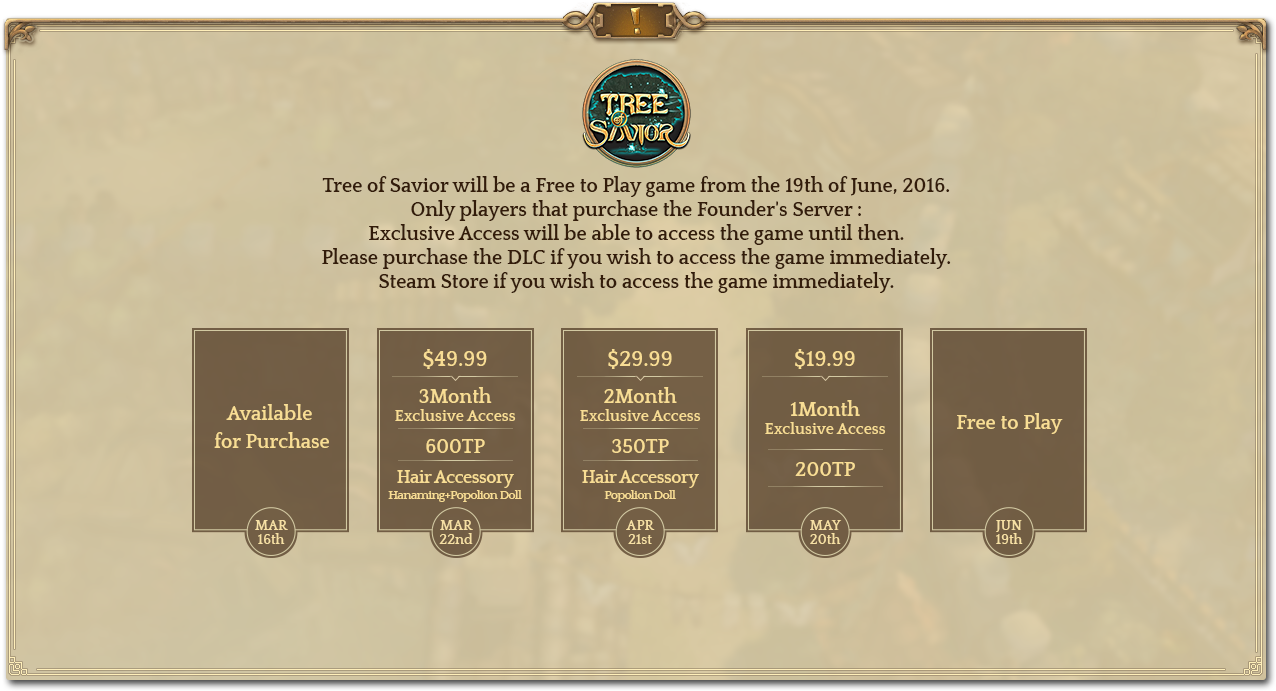 !
TREE
of
SAVIOR
Tree of Savior will be a Free to Play game from the 19th of June, 2016.
Only players that purchase the Founder's Server :
Exclusive Access will be able to access the game until then.
Please purchase the DLC if you wish to access the game immediately.
Steam Store if you wish to access the game immediately.
Available
for Purchase
MAR
16th
$49.99
3Month
Exclusive Access
600TP
Hair Accessory
Hanaming+Popolion Doll
MAR
22nd
$29.99
2Month
Exclusive Access
350TP
Hair Accessory
Popolion Doll
APR
21st
$19.99
1Month
Exclusive Access
200TP
MAY
20th
Free to Play
JUN
19th